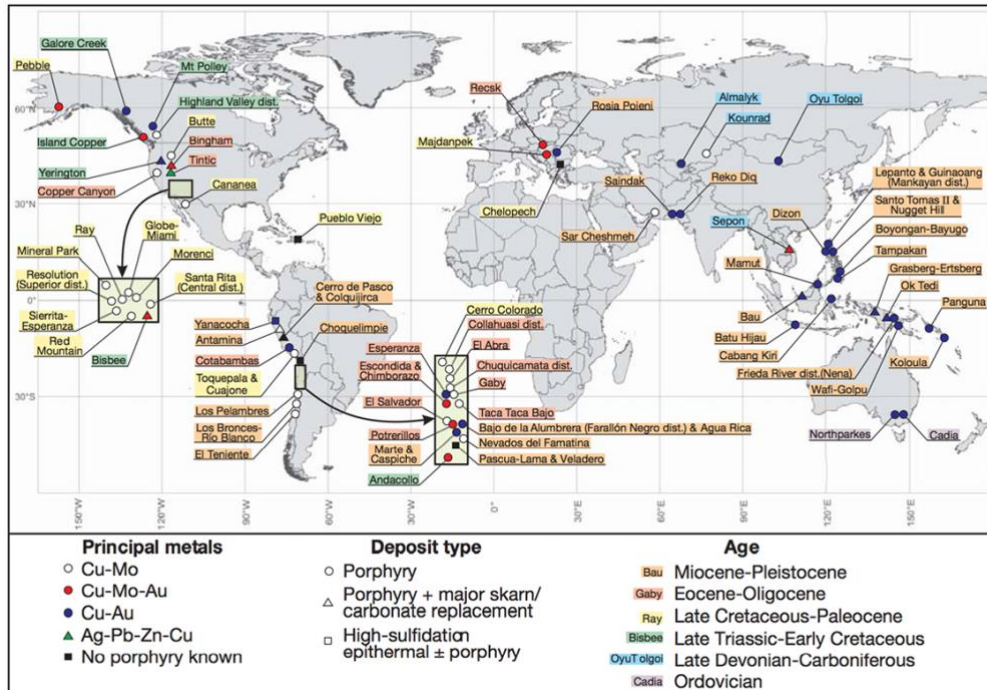 Galore Creek
Mt Polley
Pebble
Highland Valley dist.
Butte
Bingham
Island Copper
Tintic
Yerington
Copper Canyon
Cananea
60°N
30°N
0°
30°S
Recsk
Rosia Poieni
Majdanpek
Chelopech
Almalyk
Oyu Tolgoi
Kounrad
Saindak
Reko Diq
Sar Cheshmeh
Lepanto & Guinaoang
(Mankayan dist.)
Santo Tomas II &
Nugget Hill
Dizon
Sepon
Boyongan-Bayugo
Tampakan
Mamut
Grasberg-Ertsberg
Ok Tedi
Panguna
Bau
Batu Hijau
Cabang Kiri
Koloula
Frieda River dist.(Nena)
Wafi-Golpu
Northparkes
Cadia
Pueblo Viejo
Ray
Globe-
Miami
Mineral Park
Morenci
Resolution
(Superior dist.)
Santa Rita
(Central dist.)
Sierrita-
Esperanza
Red
Mountain
Bisbee
Cerro de Pasco
& Colquijirca
Yanacocha
Choquelimpie
Antamina
Cotabambas
Toquepala &
Cuajone
Los Pelambres
Los Bronces-
Río Blanco
El Teniente
Cerro Colorado
Collahuasi dist.
Esperanza
El Abra
Escondida &
Chimborazo
Chuquicamata dist.
Gaby
El Salvador
Taca Taca Bajo
Bajo de la Alumbrera (Farallón Negro dist.) & Agua Rica
Potrerillos
Nevados del Famatina
Marte &
Caspiche
Pascua-Lama & Veladero
Andacollo
150°W
120°W
90°W
60°W
30°W
0°
30°E
60°E
90°E
120°E
150°E
Principal metals
Cu-Mo
Cu-Mo-Au
Cu-Au
Ag-Pb-Zn-Cu
No porphyry known
Deposit type
Porphyry
Porphyry + major skarn/
carbonate replacement
High-sulfidation
epithermal ± porphyry
Age
Bau Miocene-Pleistocene
Gaby Eocene-Oligocene
Ray Late Cretaceous-Paleocene
Bisbee Late Triassic-Early Cretaceous
OyuT olgoi Late Devonian-Carboniferous
Cadia Ordovician